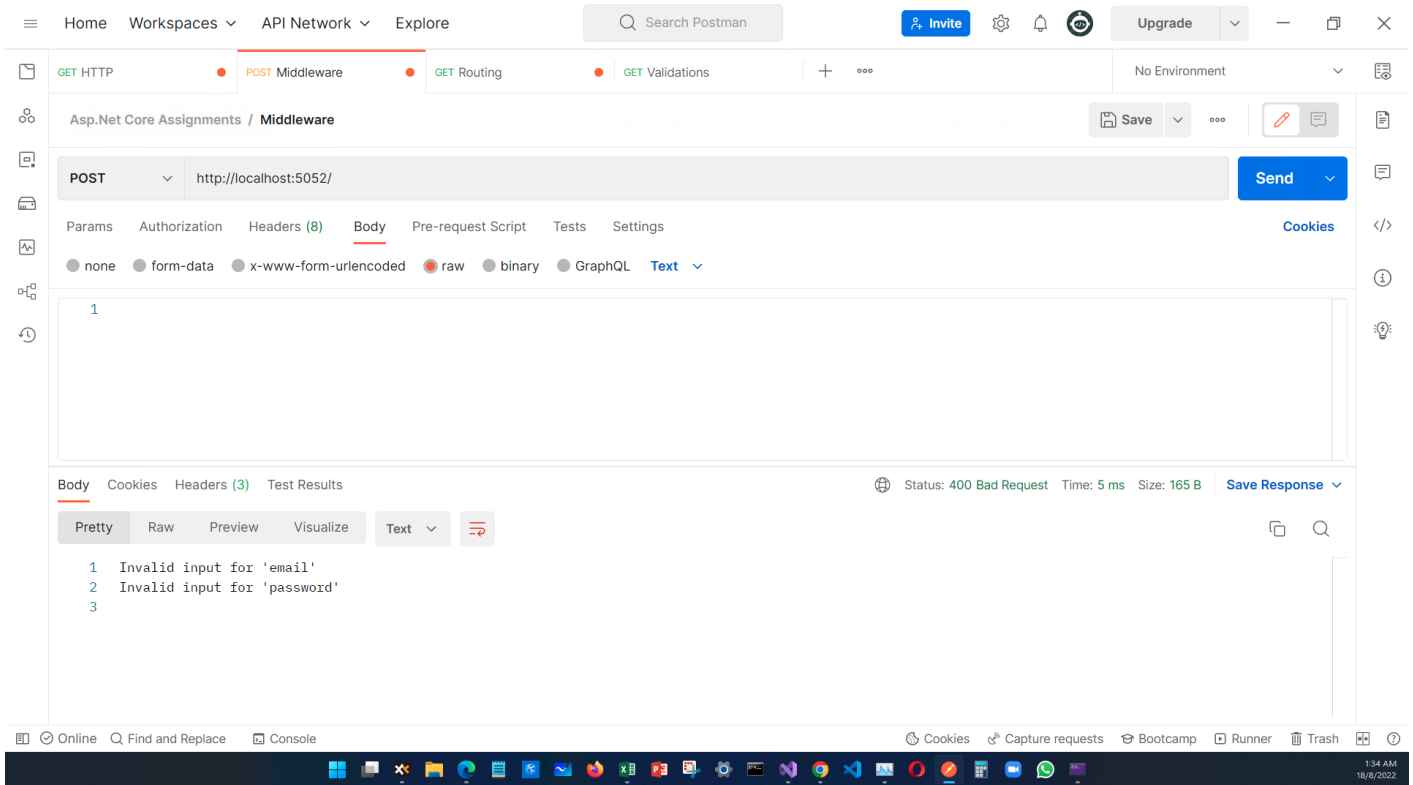 Home Workspaces API Network Explore Search Postman Invite Upgrade
GET HTTP POST Middleware GET Routing GET Validations No Environment
Asp.Net Core Assignments / Middleware Save
POST http://localhost:5052/ Send
Params Authorization Headers (8) Body Pre-request Script Tests Settings Cookies
none form-data x-www-form-urlencoded raw binary GraphQL Text
1
Body Cookies Headers (3) Test Results Status: 400 Bad Request Time: 5 ms Size: 165 B Save Response
Pretty Raw Preview Visualize Text
1 Invalid input for 'email'
2 Invalid input for 'password'
3
Online Find and Replace Console Cookies Capture requests Bootcamp Runner Trash
1:34 AM
18/8/2022